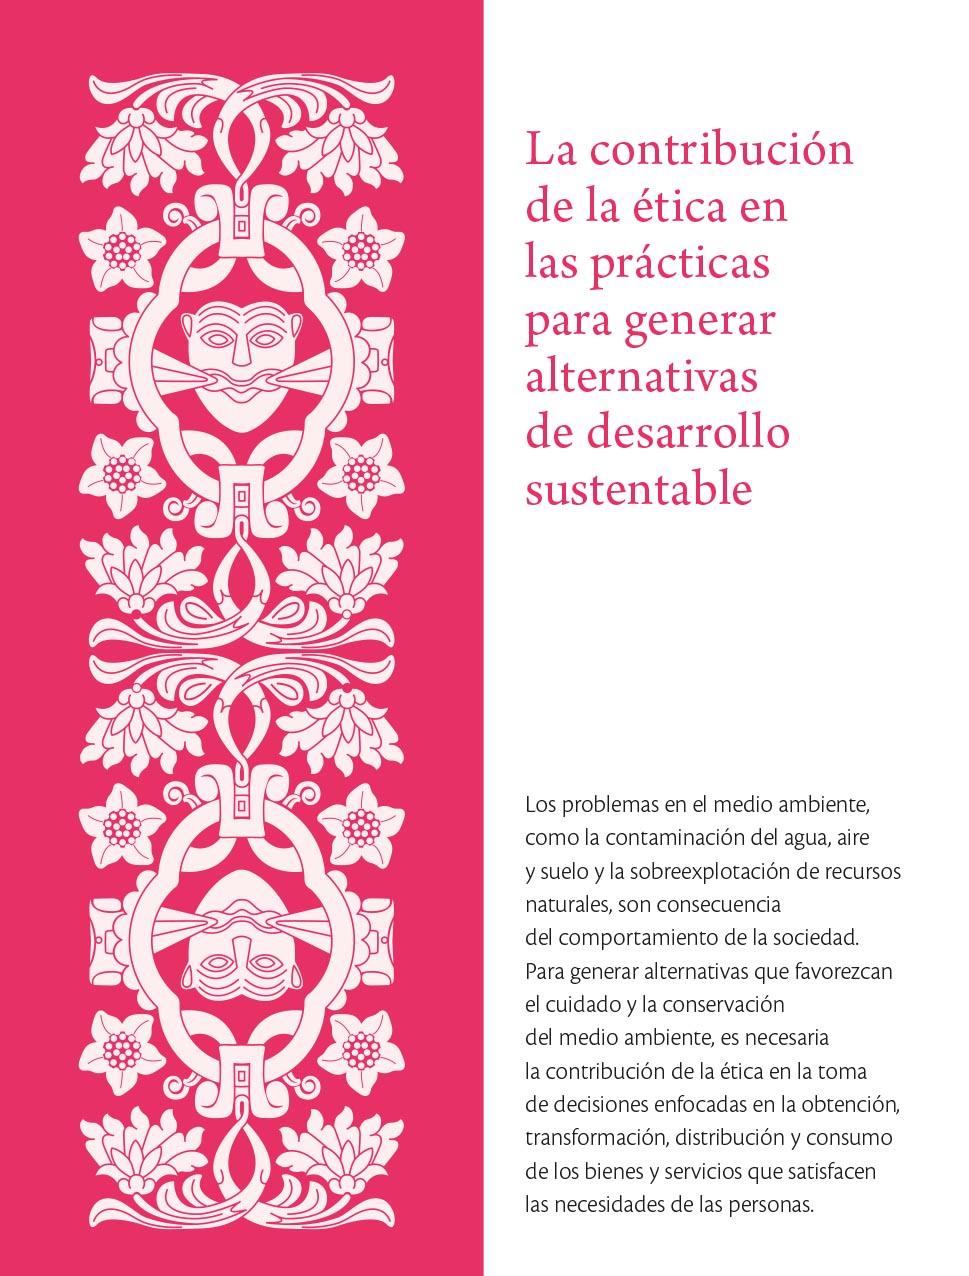 La contribución
de la ética en
las prácticas
para generar
alternativas
de desarrollo
sustentable
Los problemas en el medio ambiente,
como la contaminación del agua, aire
y suelo y la sobreexplotación de recursos
naturales, son consecuencia
del comportamiento de la sociedad.
Para generar alternativas que favorezcan
el cuidado y la conservación
del medio ambiente, es necesaria
la contribución de la ética en la toma
de decisiones enfocadas en la obtención,
transformación, distribución y consumo
de los bienes y servicios que satisfacen
las necesidades de las personas.